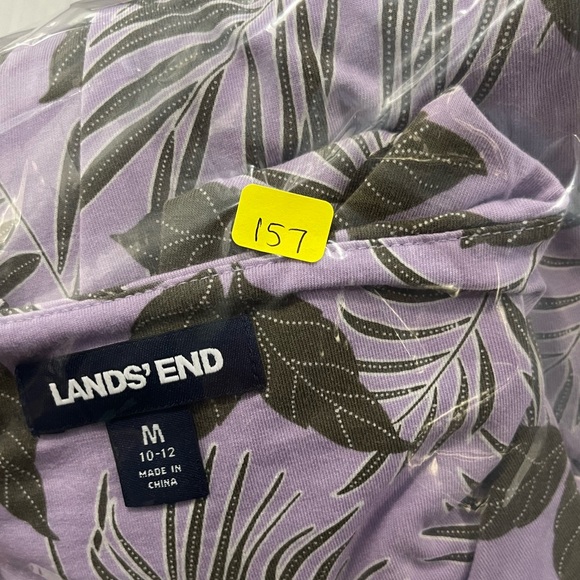 157
LANDS' END
M
10-12
MADE IN
CHINA